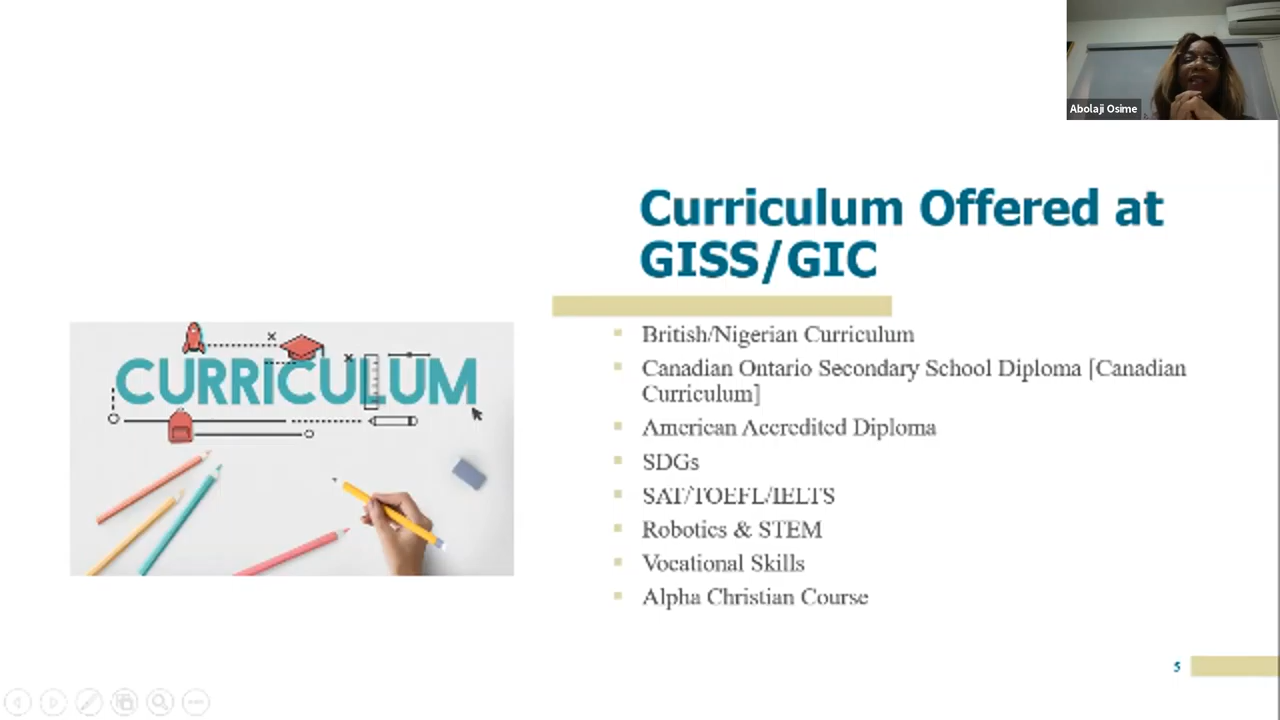 Abolaji Osime
Curriculum Offered at
GISS/GIC
CURRICULUM
British/Nigerian Curriculum
Canadian Ontario Secondary School Diploma [Canadian
Curriculum]
American Accredited Diploma
SDGs
SAT/TOEFL/IELTS
Robotics & STEM
Vocational Skills
Alpha Christian Course
5